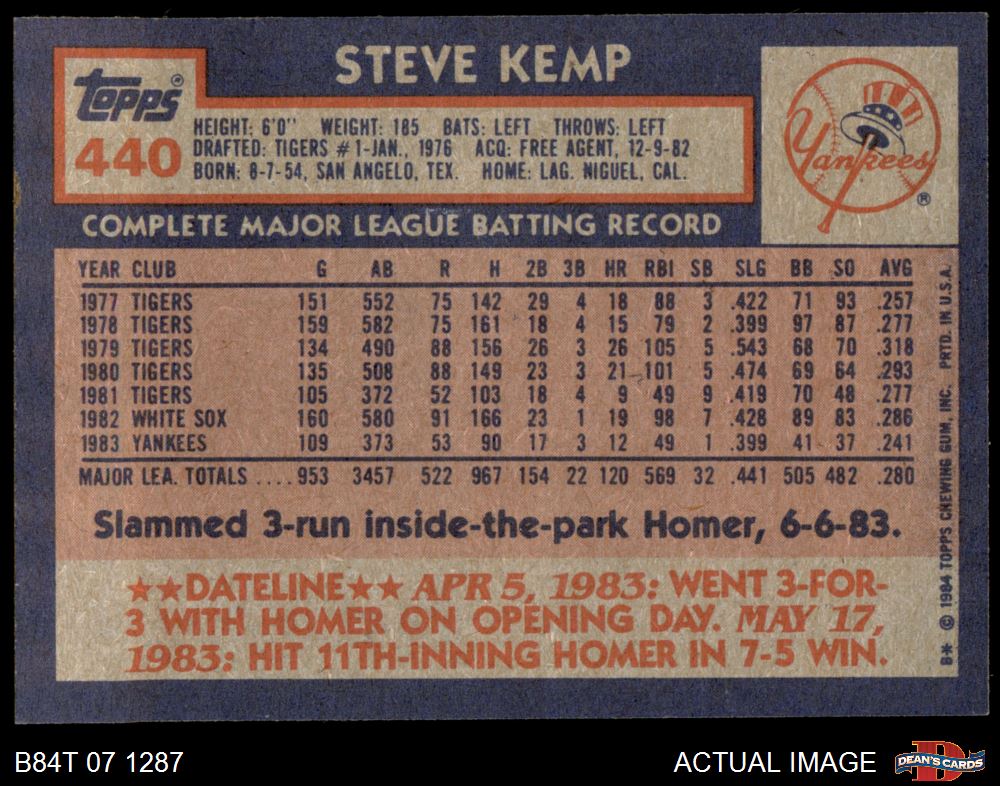 STEVE KEMP
Topps®
440
HEIGHT: 6'0" WEIGHT: 185 BATS: LEFT THROWS: LEFT
DRAFTED: TIGERS #1-JAN., 1976 ACQ: FREE AGENT, 12-9-82
BORN: 8-7-54, SAN ANGELO, TEX. HOME: LAG. NIGUEL, CAL.
Yankees
®
COMPLETE MAJOR LEAGUE BATTING RECORD
YEAR CLUB G AB R H 2B 3B HR RBI SB SLG BB SO AVG
1977 TIGERS 151 552 75 142 29 4 18 88 3 .422 71 93 .257
1978 TIGERS 159 582 75 161 18 4 15 79 2 .399 97 87 .277
1979 TIGERS 134 490 88 156 26 3 26 105 5 .543 68 70 .318
1980 TIGERS 135 508 88 149 23 3 21 101 5 .474 69 64 .293
1981 TIGERS 105 372 52 103 18 4 9 49 9 .419 70 48 .277
1982 WHITE SOX 160 580 91 166 23 1 19 98 7 .428 89 83 .286
1983 YANKEES 109 373 53 90 17 3 12 49 1 .399 41 37 .241
MAJOR LEA. TOTALS .... 953 3457 522 967 154 22 120 569 32 .441 505 482 .280
Slammed 3-run inside-the-park Homer, 6-6-83.
★★DATELINE★★ APR 5, 1983: WENT 3-FOR-
3 WITH HOMER ON OPENING DAY. MAY 17,
1983: HIT 11TH-INNING HOMER IN 7-5 WIN.
B* © 1984 TOPPS CHEWING GUM, INC. PRTD. IN U.S.A.
B84T 07 1287
ACTUAL IMAGE
D
DEAN'S CARDS